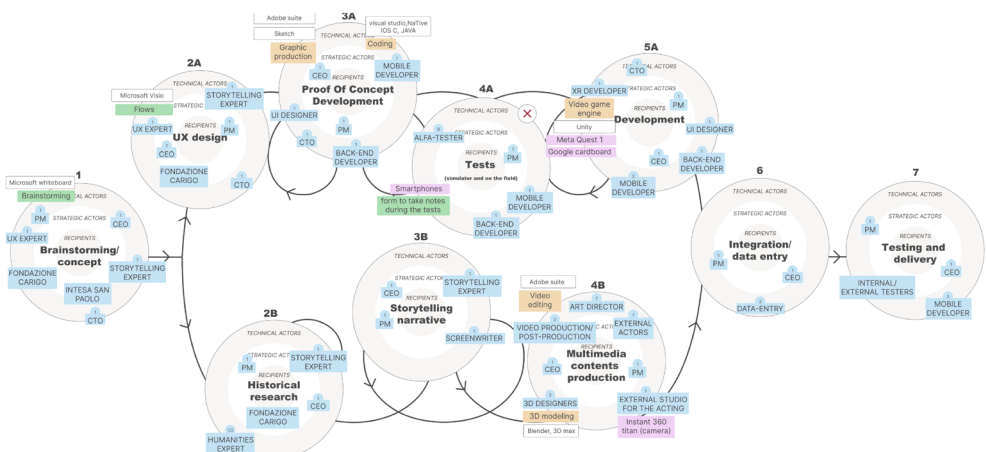 1
Microsoft whiteboard
Brainstorming
TECHNICAL ACTORS
STRATEGIC ACTORS
RECIPIENTS
PM
CEO
UX EXPERT
Brainstorming/
concept
STORYTELLING
EXPERT
FONDAZIONE
CARIGO
INTESA SAN
PAOLO
CTO
2A
TECHNICAL ACTORS
STORYTELLING
EXPERT
Microsoft Visio
Flows
STRATEGIC
RECIPIENTS
UX EXPERT
PM
UX design
CEO
FONDAZIONE
CARIGO
CTO
3A
Adobe suite
Sketch
Graphic
production
visual studio,NaTive
IOS C, JAVA
Coding
TECHNICAL ACTORS
STRATEGIC ACTORS
RECIPIENTS
CEO
MOBILE
DEVELOPER
Proof Of Concept
Development
UI DESIGNER
PM
CTO
BACK-END
DEVELOPER
4A
TECHNICAL ACTORS
STRATEGIC ACTORS
ALFA-TESTER
RECIPIENTS
PM
Tests
(simulator end on the field)
Smartphones
form to take notes
during the tests
MOBILE
DEVELOPER
BACK-END
DEVELOPER
5A
TECHNICAL ACTORS
CTO
XR DEVELOPER
Video game
engine
PM
Unity
Development
UI DESIGNER
Meta Quest 1
Google cardboard
CEO
BACK-END
DEVELOPER
MOBILE
DEVELOPER
2B
TECHNICAL ACTORS
STRATEGIC ACT
STORYTELLING
EXPERT
PM
RECIPIENTS
Historical
research
CEO
FONDAZIONE
CARIGO
HUMANITIES
EXPERT
3B
TECHNICAL ACTORS
STRATEGIC
STORYTELLING
EXPERT
CEO
RECIPIENTS
Storytelling
narrative
PM
SCREENWRITER
4B
Adobe suite
Video
editing
ART DIRECTOR
VIDEO PRODUCTION/
POST-PRODUCTION
EXTERNAL
ACTORS
RECIPIENTS
Multimedia
contents
production
CEO
PM
3D DESIGNERS
3D modeling
Blender, 3D max
EXTERNAL STUDIO
FOR THE ACTING
Instant 360
titan (camera)
6
TECHNICAL ACTORS
STRATEGIC ACTORS
RECIPIENTS
Integration/
data entry
PM
CEO
DATA-ENTRY
7
TECHNICAL ACTORS
STRATEGIC ACTORS
PM
RECIPIENTS
Testing and
delivery
CEO
INTERNAL/
EXTERNAL TESTERS
MOBILE
DEVELOPER